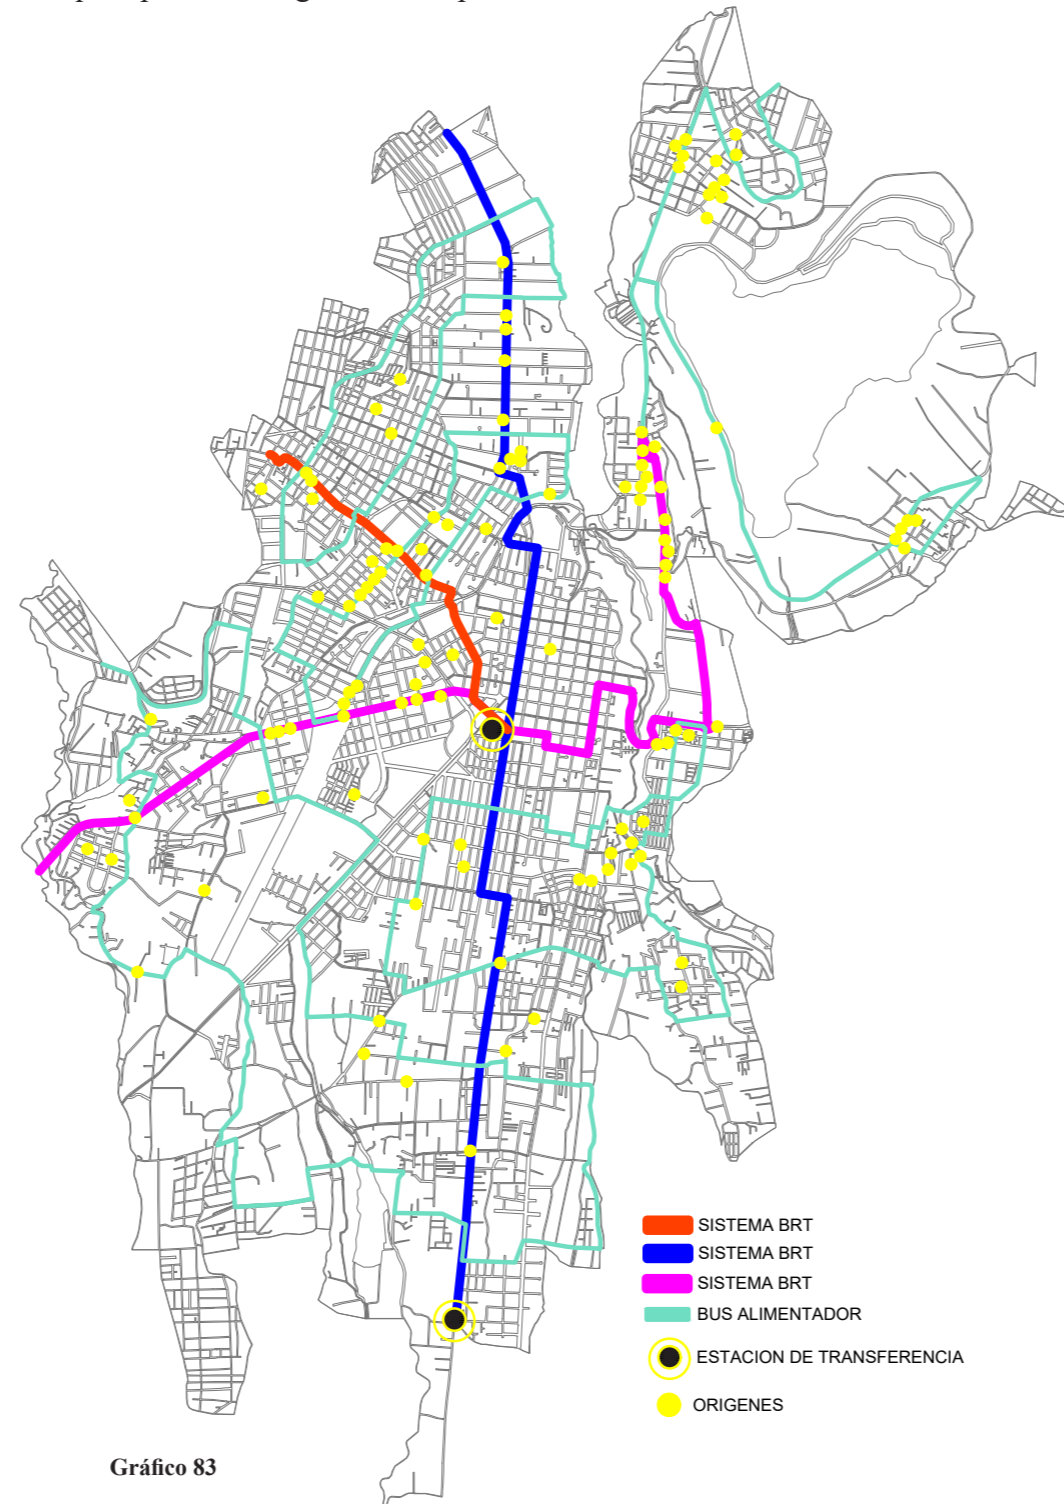 SISTEMA BRT
SISTEMA BRT
SISTEMA BRT
BUS ALIMENTADOR
ESTACION DE TRANSFERENCIA
ORIGENES
Gráfico 83